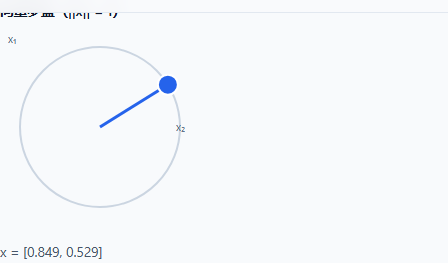 x₁
x₂
x = [0.849, 0.529]